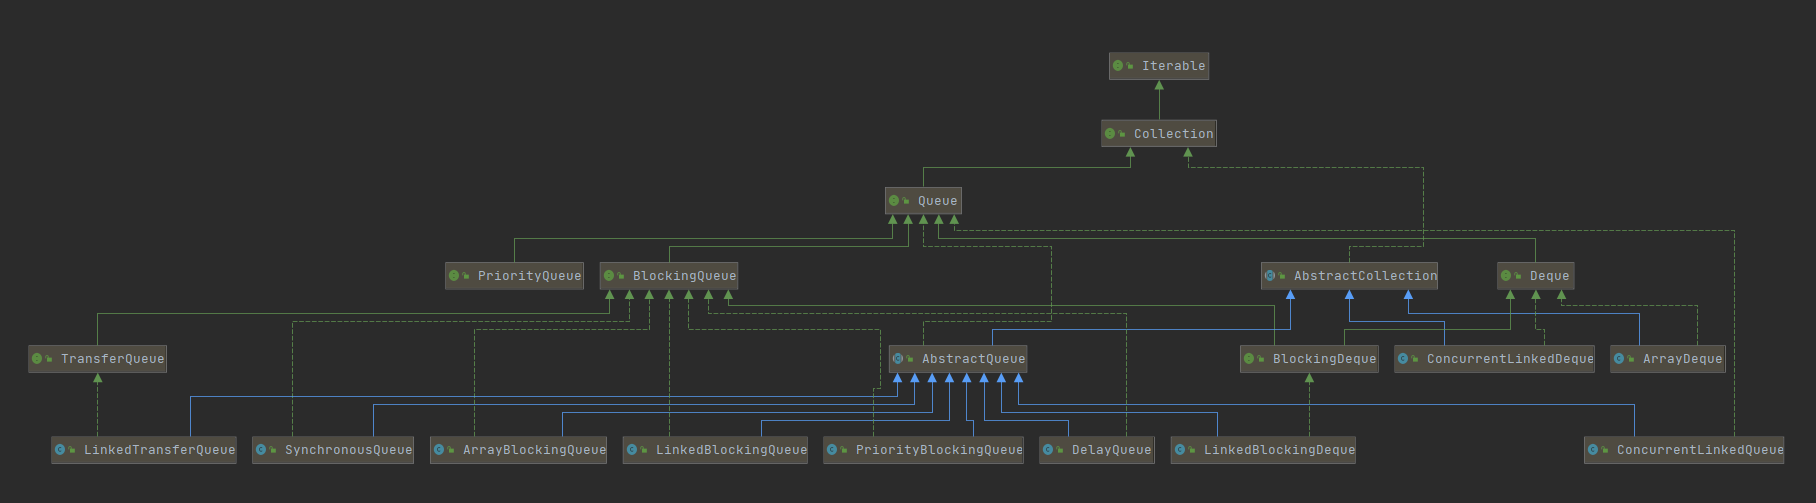 Iterable
Collection
Queue
PriorityQueue
BlockingQueue
AbstractCollection
Deque
TransferQueue
AbstractQueue
BlockingDeque
ConcurrentLinkedDeque
ArrayDeque
LinkedTransferQueue
SynchronousQueue
ArrayBlockingQueue
LinkedBlockingQueue
PriorityBlockingQueue
DelayQueue
LinkedBlockingDeque
ConcurrentLinkedQueue